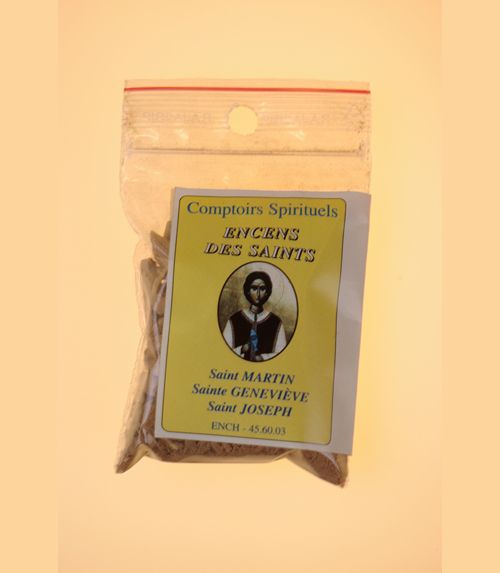 Comptoirs Spirituels
ENCENS
DES SAINTS
Saint MARTIN
Sainte GENEVIÈVE
Saint JOSEPH
ENCH - 45.60.03